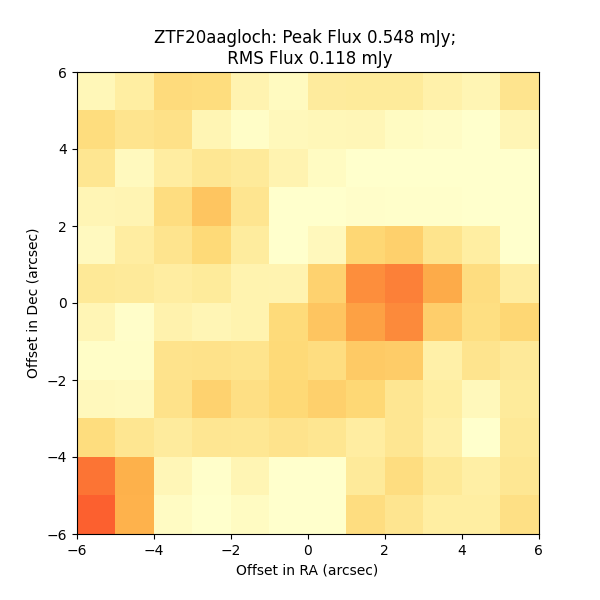 ZTF20aagloch: Peak Flux 0.548 mJy;
RMS Flux 0.118 mJy
6
4
2
0
−2
−4
−6
Offset in Dec (arcsec)
−6 −4 −2 0 2 4 6
Offset in RA (arcsec)